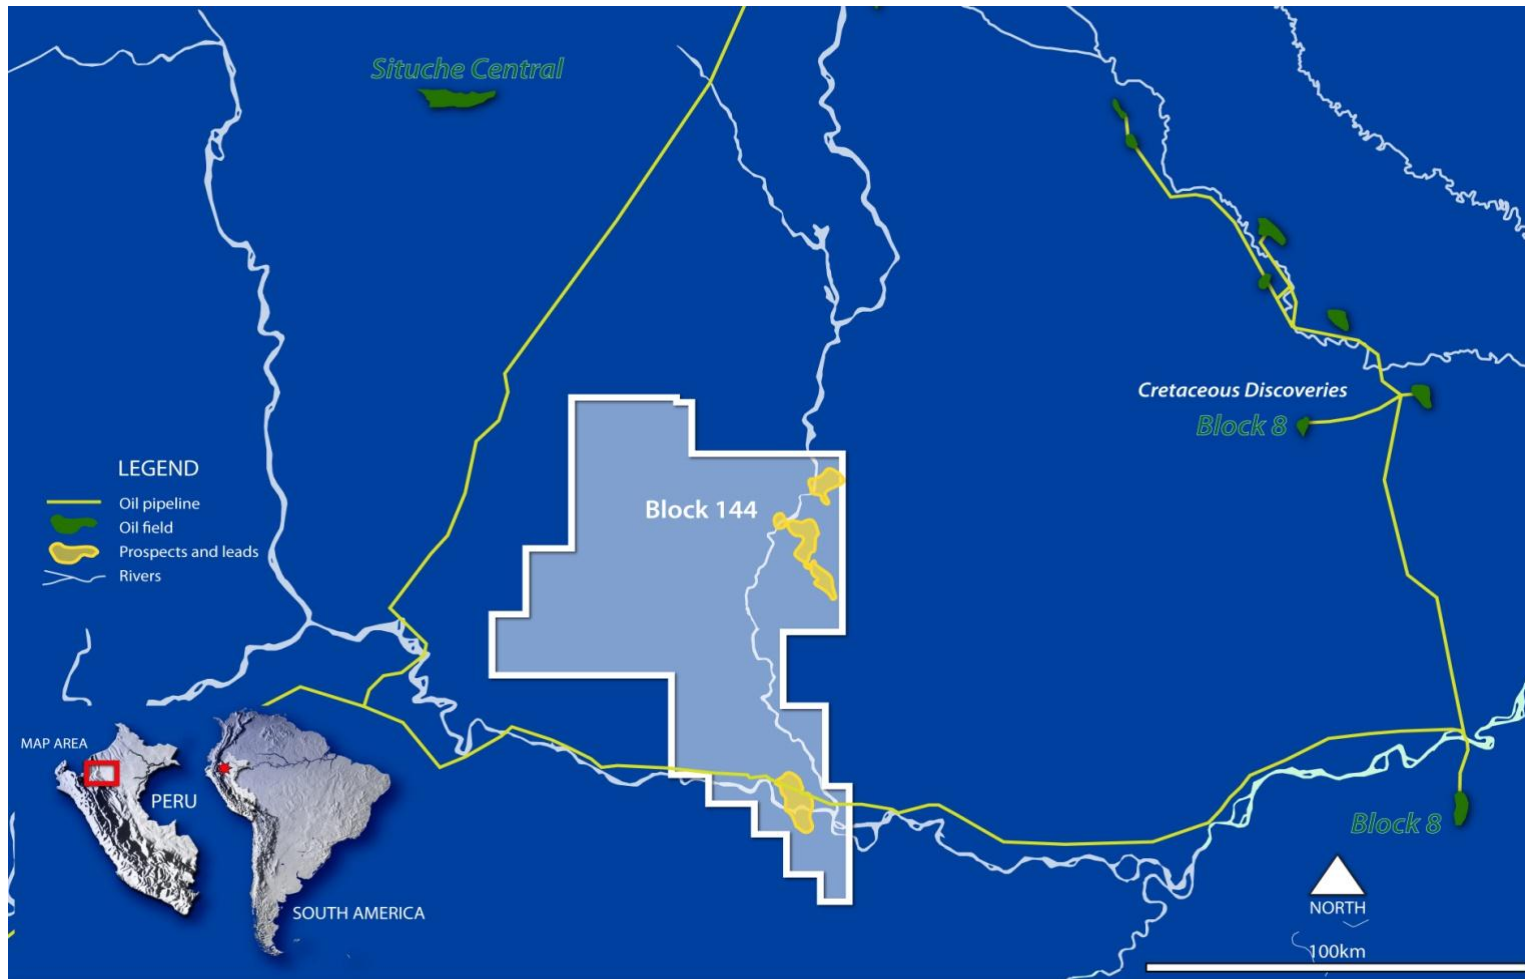 Situche Central
Cretaceous Discoveries
Block 8
LEGEND
Oil pipeline
Oil field
Prospects and leads
Rivers
Block 144
MAP AREA
PERU
SOUTH AMERICA
Block 8
NORTH
100km